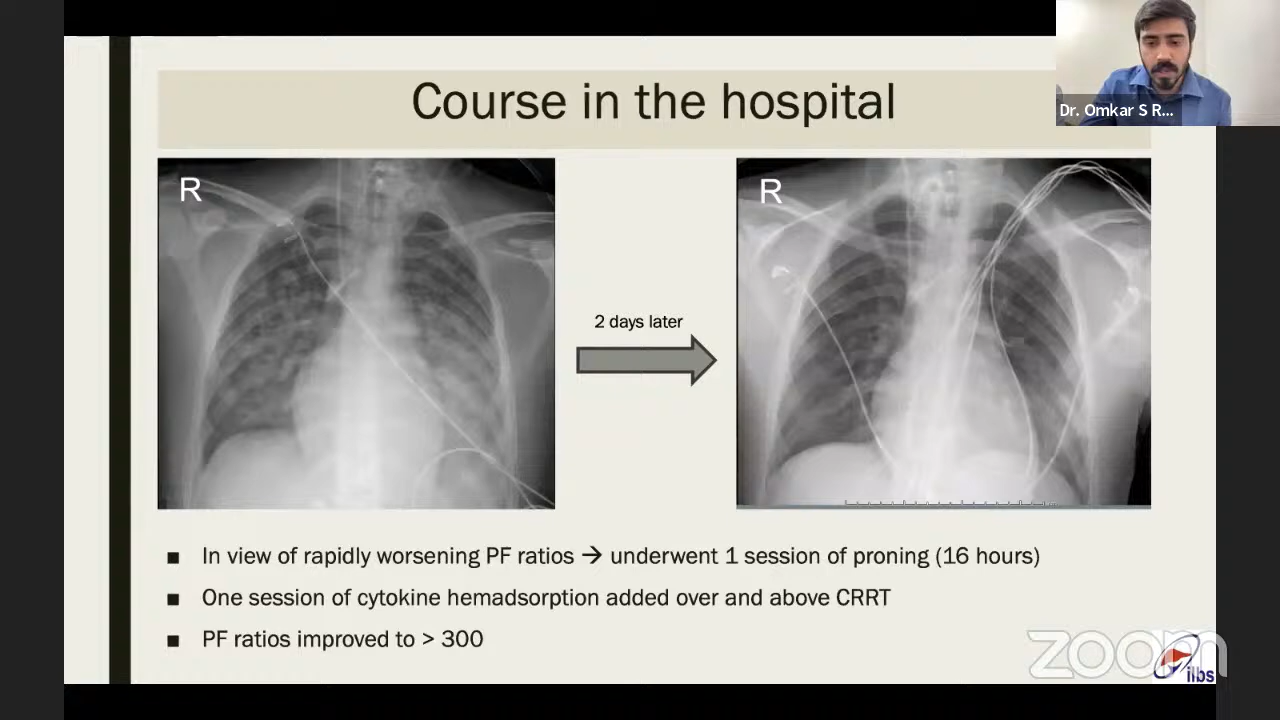 Dr. Omkar S R...
Course in the hospital
R
R
2 days later
■ In view of rapidly worsening PF ratios → underwent 1 session of proning (16 hours)
■ One session of cytokine hemadsorption added over and above CRRT
■ PF ratios improved to > 300
zoom
ilbs